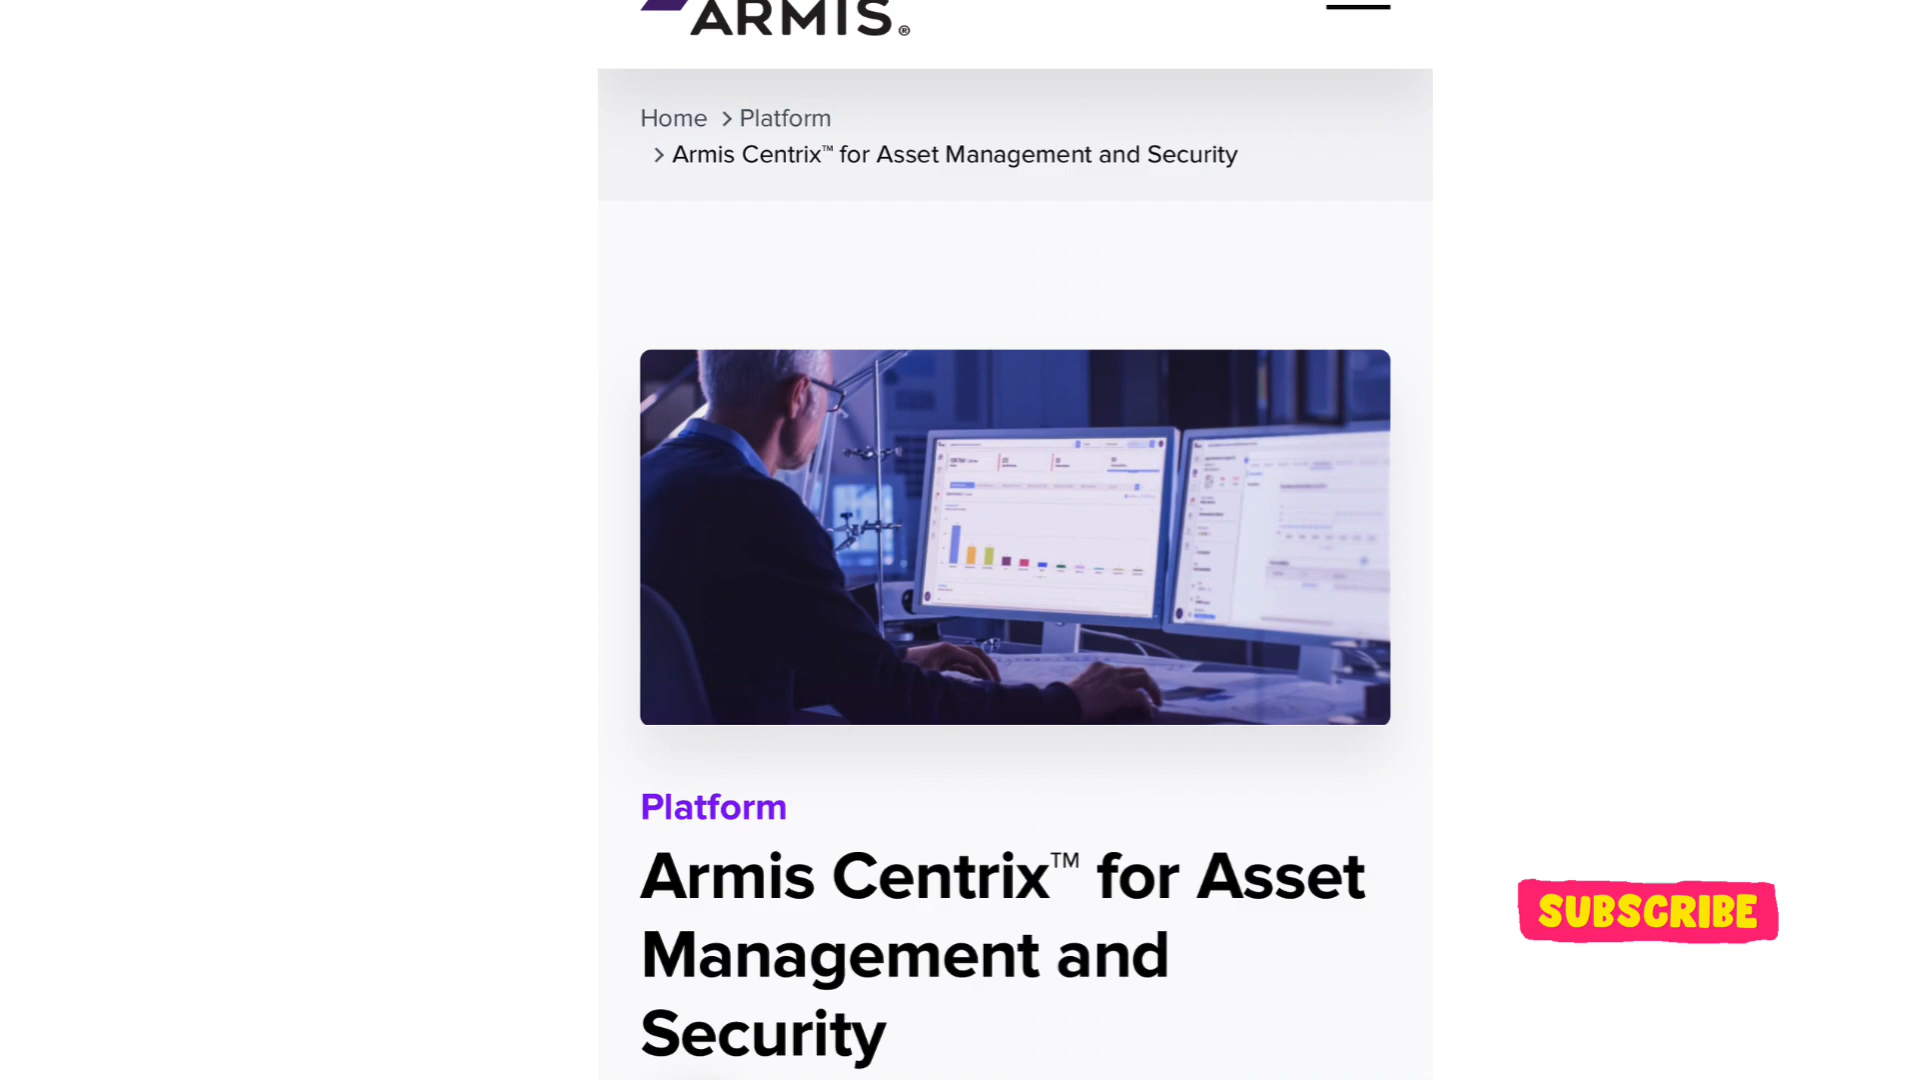 ARMIS®
Home > Platform
> Armis Centrix™ for Asset Management and Security
Platform
Armis Centrix™ for Asset
Management and
Security
SUBSCRIBE